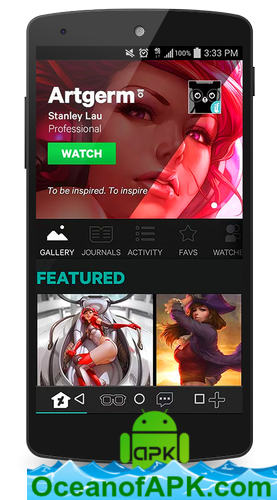 100% 3:33 PM
Artgerm
Stanley Lau
Professional
WATCH
To be inspired. To inspire
GALLERY JOURNALS ACTIVITY FAVS WATCHE
FEATURED
apk
OceanofAPK.com